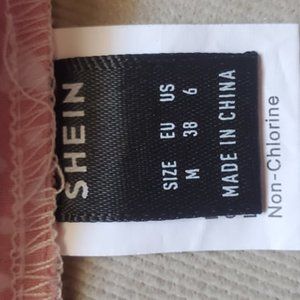 SHEIN
SIZE EU US
M 38 6
MADE IN CHINA
Non-Chlorine